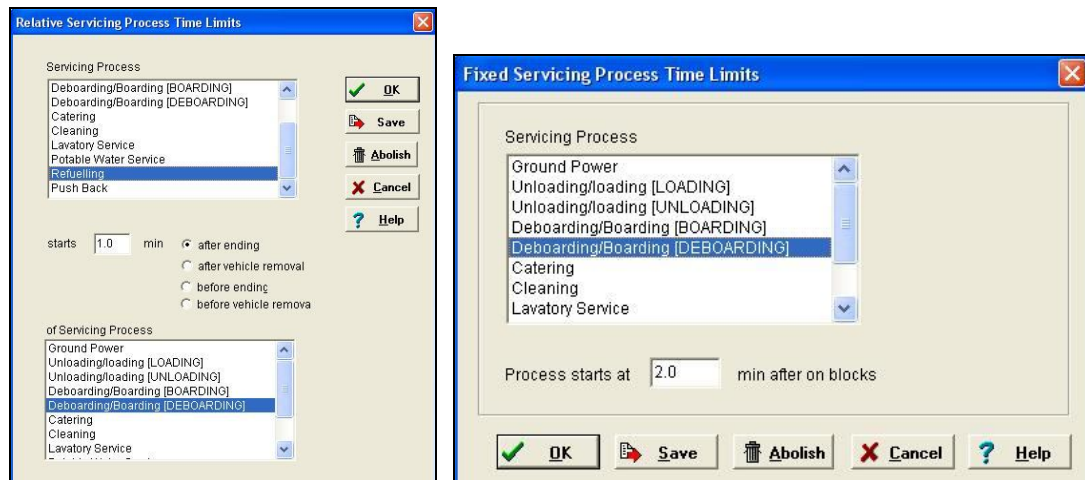 Relative Servicing Process Time Limits
Servicing Process
Deboarding/Boarding [BOARDING]
Deboarding/Boarding [DEBOARDING]
Catering
Cleaning
Lavatory Service
Potable Water Service
Refuelling
Push Back
OK
Save
Abolish
Cancel
Help
starts 1.0 min after ending
after vehicle removal
before ending
before vehicle remova
of Servicing Process
Ground Power
Unloading/loading [LOADING]
Unloading/loading [UNLOADING]
Deboarding/Boarding [BOARDING]
Deboarding/Boarding [DEBOARDING]
Catering
Cleaning
Lavatory Service
Fixed Servicing Process Time Limits
Servicing Process
Ground Power
Unloading/loading [LOADING]
Unloading/loading [UNLOADING]
Deboarding/Boarding [BOARDING]
Deboarding/Boarding [DEBOARDING]
Catering
Cleaning
Lavatory Service
Process starts at 2.0 min after on blocks
OK Save Abolish Cancel Help